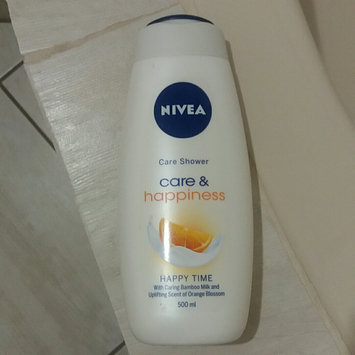 NIVEA
Care Shower
care &
happiness
HAPPY TIME
With Caring Bamboo Milk and
Uplifting Scent of Orange Blossom
500 ml